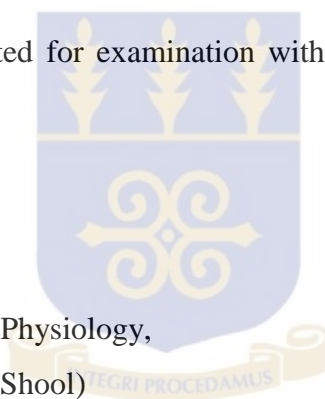 ted for examination with
Physiology,
Shool)
INTEGRI PROCEDAMUS